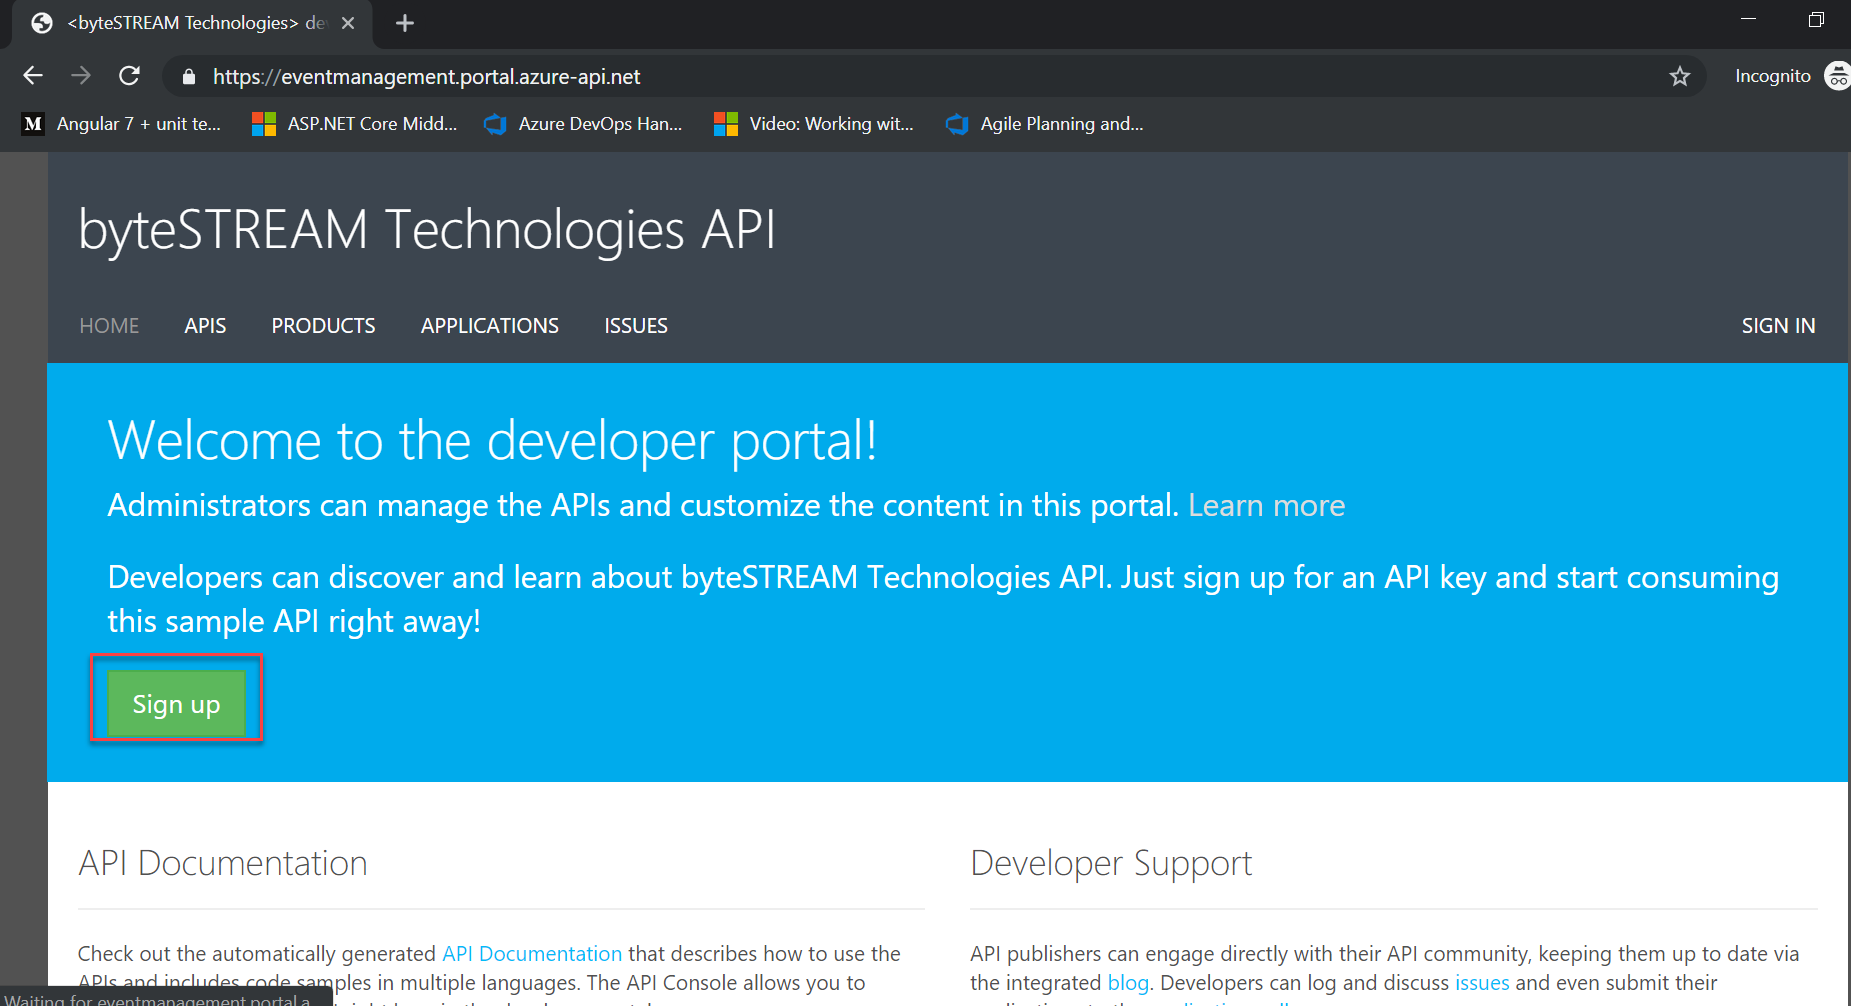 <byteSTREAM Technologies> de
https://eventmanagement.portal.azure-api.net
Incognito
M Angular 7 + unit te...
ASP.NET Core Midd...
Azure DevOps Han...
Video: Working wit...
Agile Planning and...
byteSTREAM Technologies API
HOME APIS PRODUCTS APPLICATIONS ISSUES SIGN IN
Welcome to the developer portal!
Administrators can manage the APIs and customize the content in this portal. Learn more
Developers can discover and learn about byteSTREAM Technologies API. Just sign up for an API key and start consuming
this sample API right away!
Sign up
API Documentation
Check out the automatically generated API Documentation that describes how to use the
APIs and includes code samples in multiple languages. The API Console allows you to
Developer Support
API publishers can engage directly with their API community, keeping them up to date via
the integrated blog. Developers can log and discuss issues and even submit their
Waiting for eventmanagement.portal.a